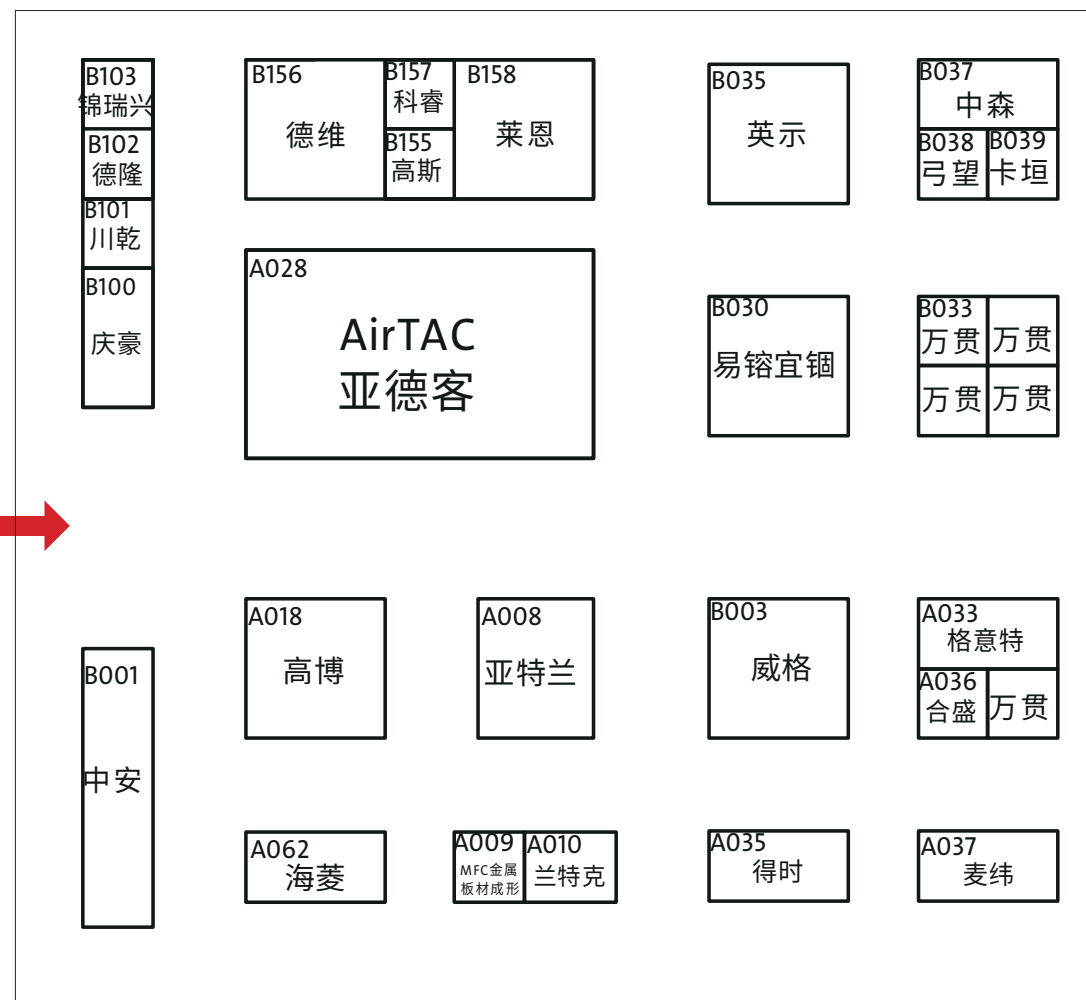 B103
锦瑞兴
B102
德隆
B101
川乾
B100
庆豪
B156
德维
B157
科睿
B155
高斯
B158
莱恩
B035
英示
B037
中森
B038
弓望
B039
卡垣
A028
AirTAC
亚德客
B030
易镕宜锢
B033
万贯
万贯
万贯
万贯
B001
中安
A018
高博
A008
亚特兰
B003
威格
A033
格意特
A036
合盛
万贯
A062
海菱
A009
MFC金属
板材成形
A010
兰特克
A035
得时
A037
麦纬